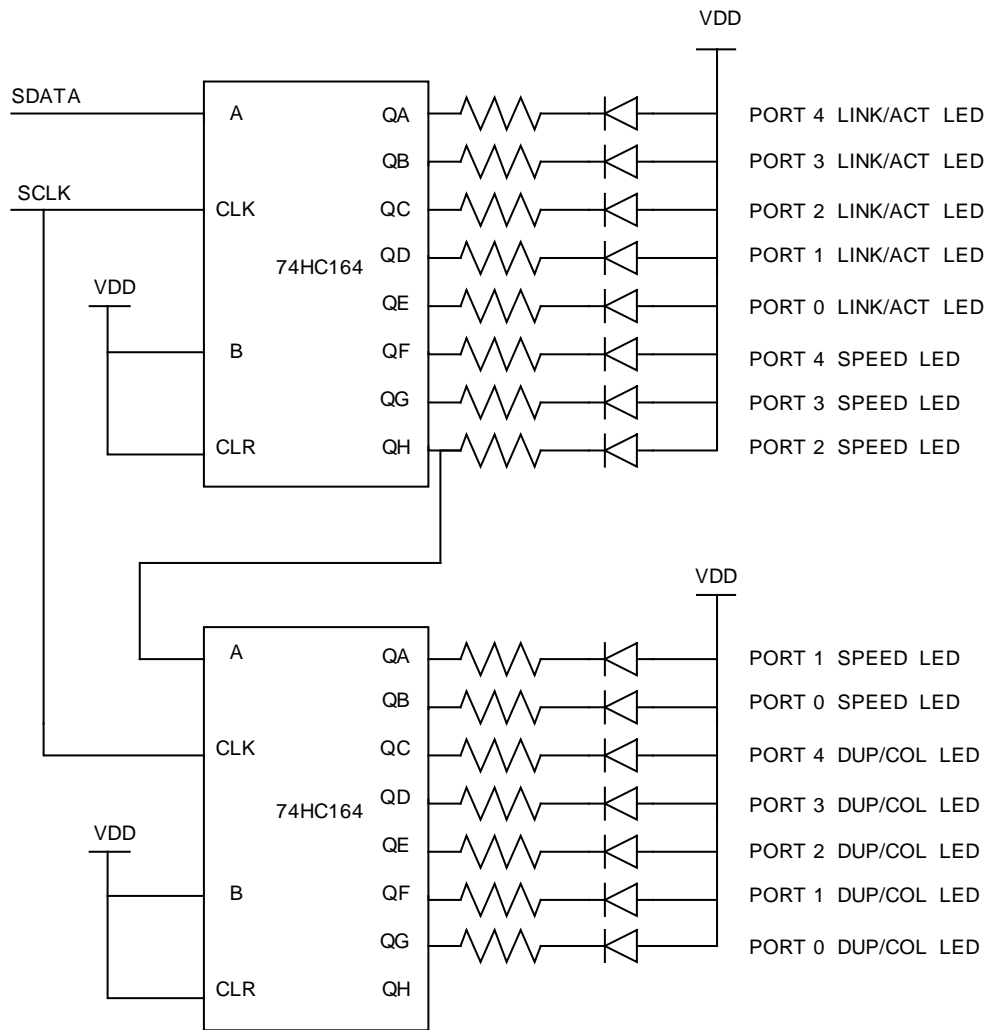 VDD
SDATA
A
QA
PORT 4 LINK/ACT LED
QB
PORT 3 LINK/ACT LED
SCLK
CLK
QC
PORT 2 LINK/ACT LED
QD
PORT 1 LINK/ACT LED
74HC164
VDD
QE
PORT 0 LINK/ACT LED
B
QF
PORT 4 SPEED LED
QG
PORT 3 SPEED LED
CLR
QH
PORT 2 SPEED LED
VDD
A
QA
PORT 1 SPEED LED
QB
PORT 0 SPEED LED
CLK
QC
PORT 4 DUP/COL LED
QD
PORT 3 DUP/COL LED
74HC164
VDD
QE
PORT 2 DUP/COL LED
B
QF
PORT 1 DUP/COL LED
QG
PORT 0 DUP/COL LED
CLR
QH